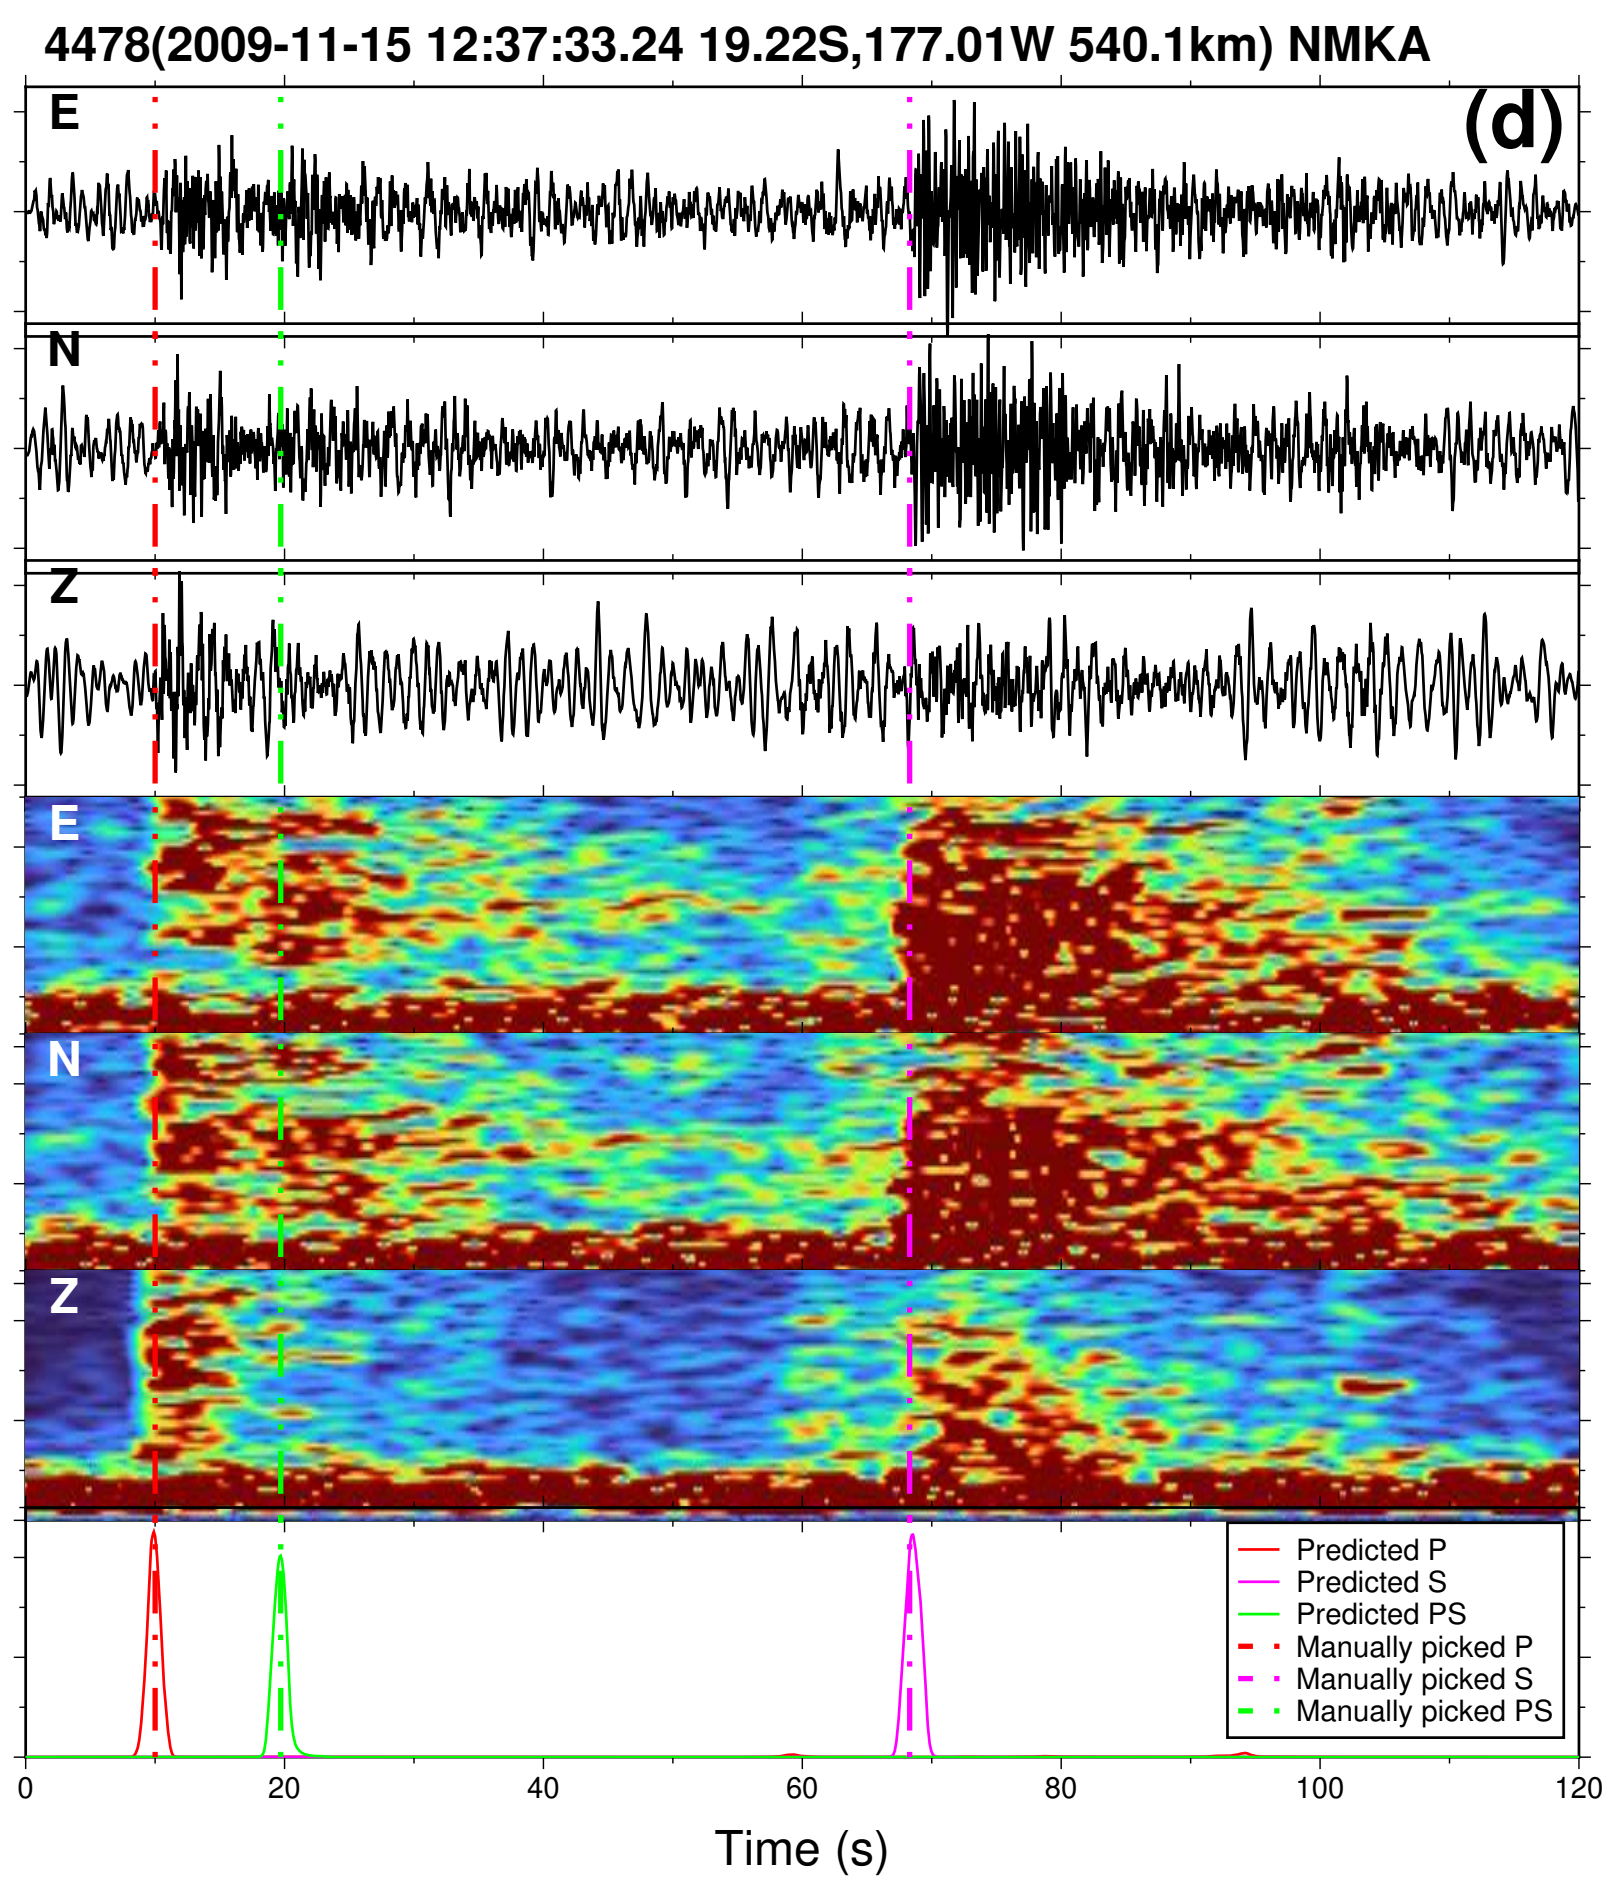 4478(2009-11-15 12:37:33.24 19.22S,177.01W 540.1km) NMKA
E
(d)
N
Z
E
N
Z
Predicted P
Predicted S
Predicted PS
Manually picked P
Manually picked S
Manually picked PS
0 20 40 60 80 100 120
Time (s)